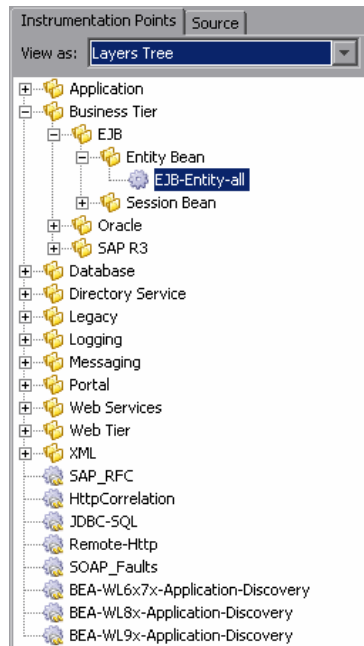 Instrumentation Points Source
View as: Layers Tree
Application
Business Tier
EJB
Entity Bean
EJB-Entity-all
Session Bean
Oracle
SAP R3
Database
Directory Service
Legacy
Logging
Messaging
Portal
Web Services
Web Tier
XML
SAP_RFC
HttpCorrelation
JDBC-SQL
Remote-Http
SOAP_Faults
BEA-WL6x7x-Application-Discovery
BEA-WL8x-Application-Discovery
BEA-WL9x-Application-Discovery